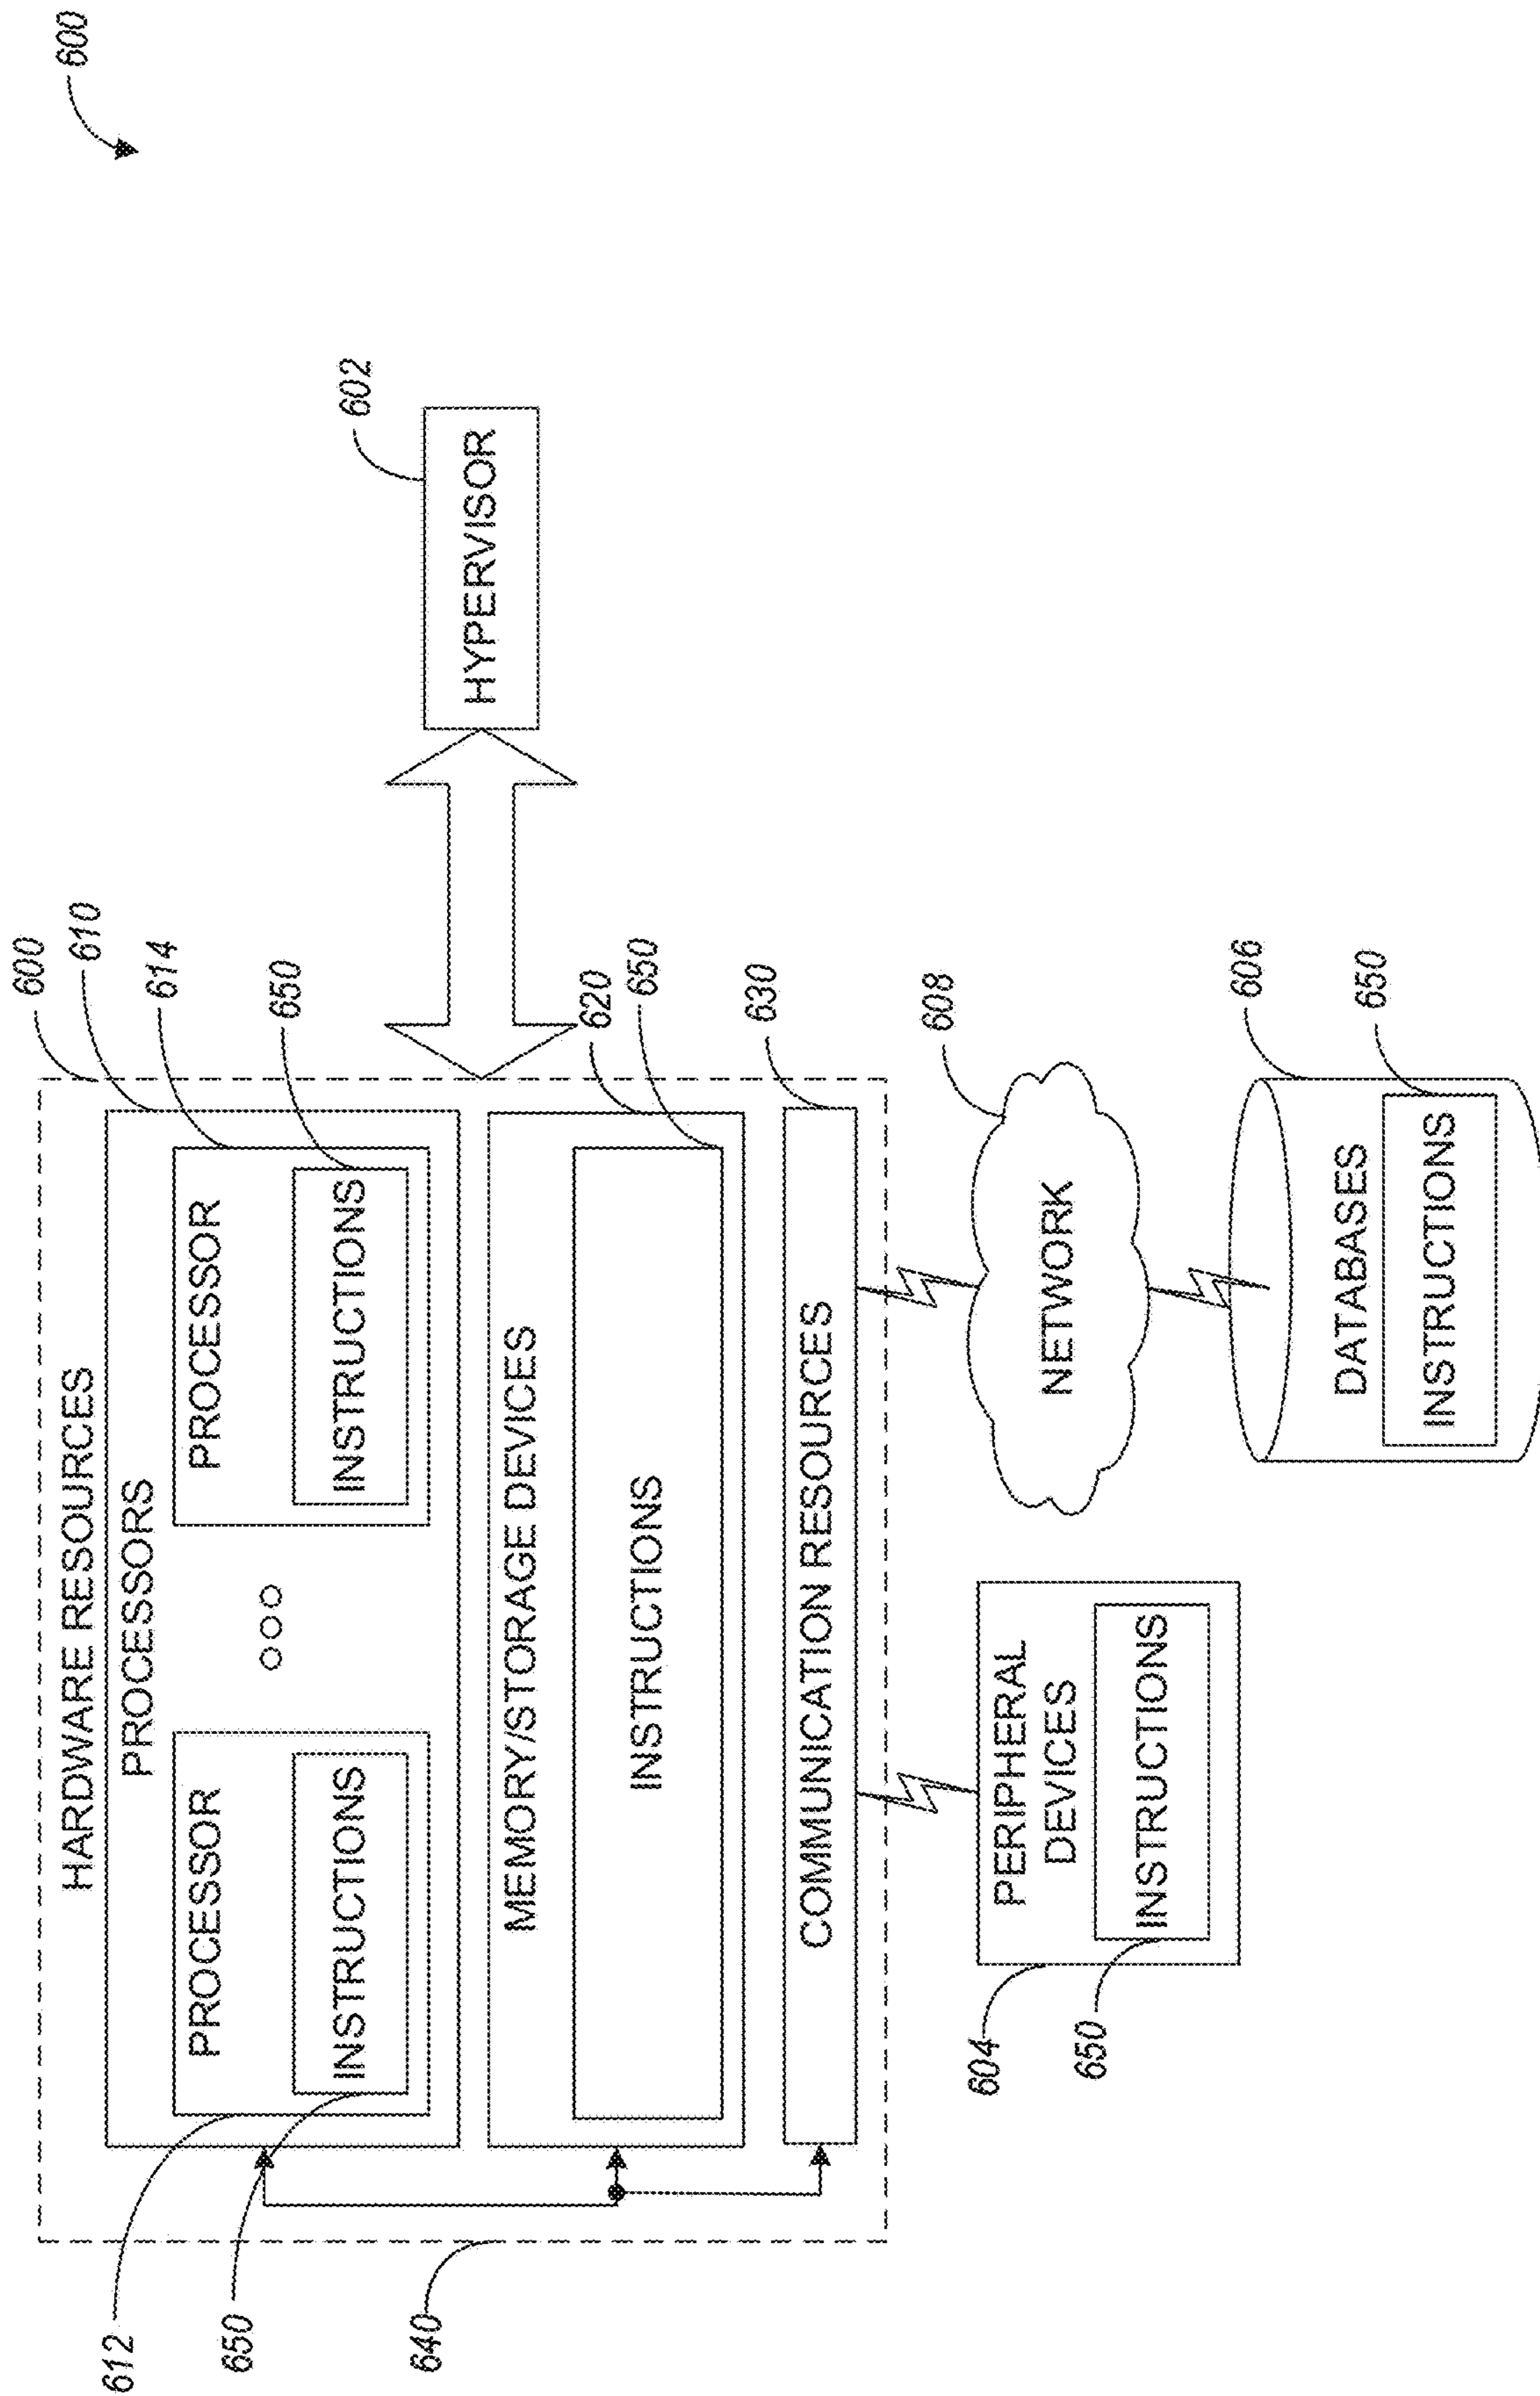 600
HARDWARE RESOURCES
600
PROCESSORS
610
PROCESSOR
612
INSTRUCTIONS
650
PROCESSOR
614
INSTRUCTIONS
650
HYPERVISOR
602
MEMORY/STORAGE DEVICES
620
INSTRUCTIONS
650
COMMUNICATION RESOURCES
630
640
PERIPHERAL
DEVICES
604
INSTRUCTIONS
650
NETWORK
608
DATABASES
606
INSTRUCTIONS
650